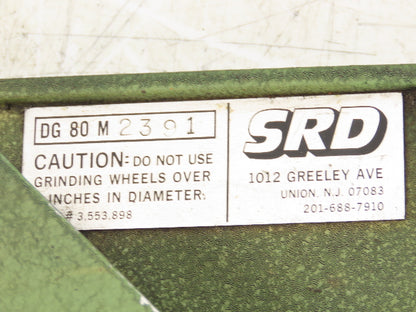 DG 80 M 2391
CAUTION: DO NOT USE
GRINDING WHEELS OVER
INCHES IN DIAMETER:
# 3,553,898
SRD
1012 GREELEY AVE
UNION, N.J. 07083
201-688-7910